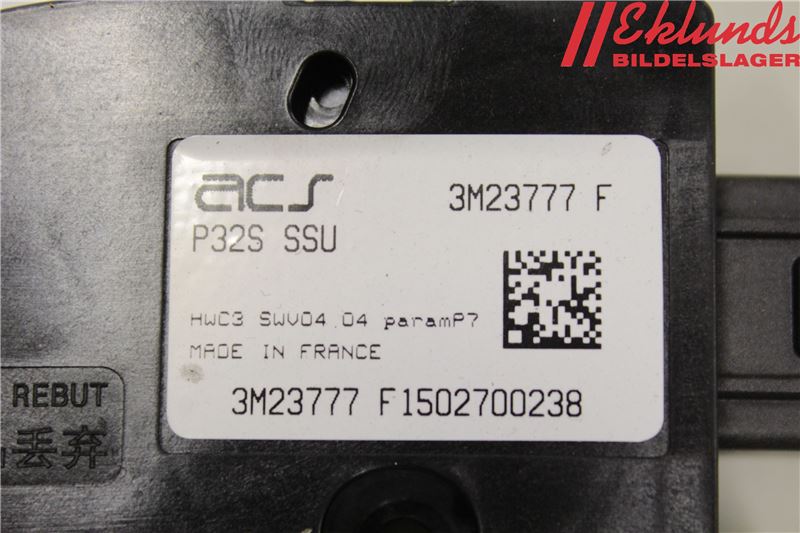 Eklunds
BILDELSLAGER
acs
3M23777 F
P32S SSU
HWC3 SWV04.04 paramP7
MADE IN FRANCE
3M23777 F1502700238
REBUT
丢弃